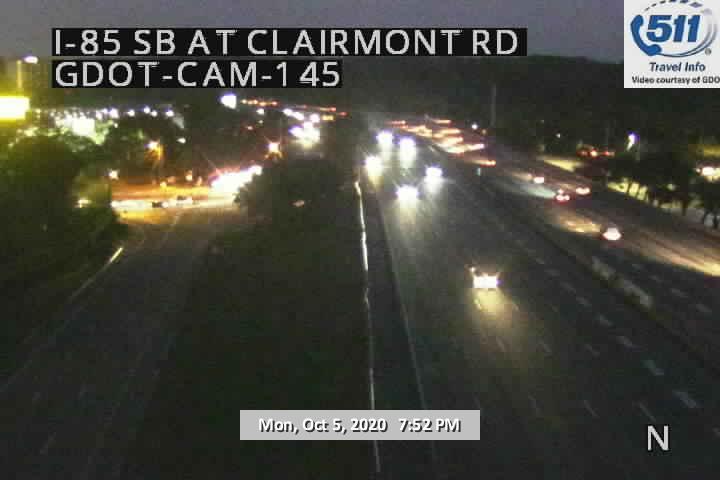 I-85 SB AT CLAIRMONT RD
GDOT-CAM-145
511
Travel Info
Video courtesy of GDO
Mon, Oct 5, 2020 7:52 PM
N